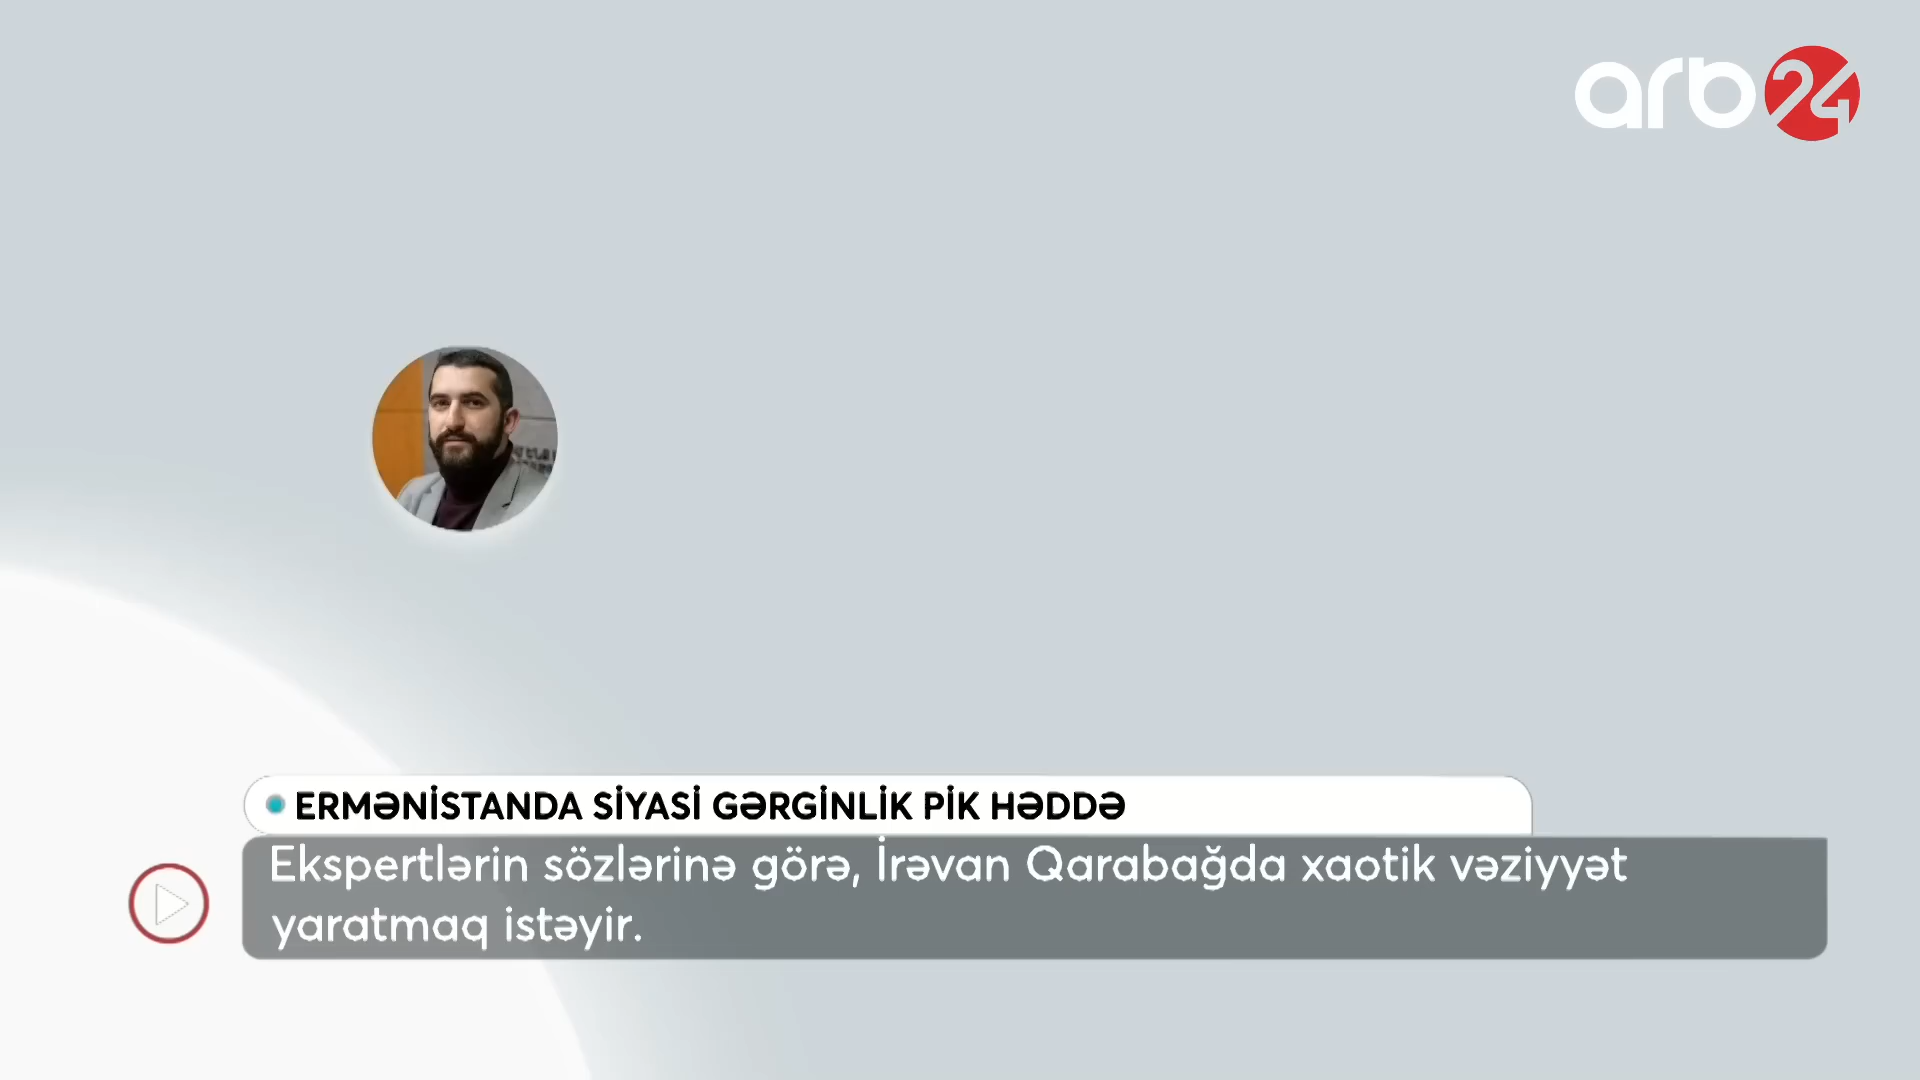 arb24
ERMƏNİSTANDA SİYASİ GƏRGİNLİK PİK HƏDDƏ
Ekspertlərin sözlərinə görə, İrəvan Qarabağda xaotik vəziyyət
yaratmaq istəyir.